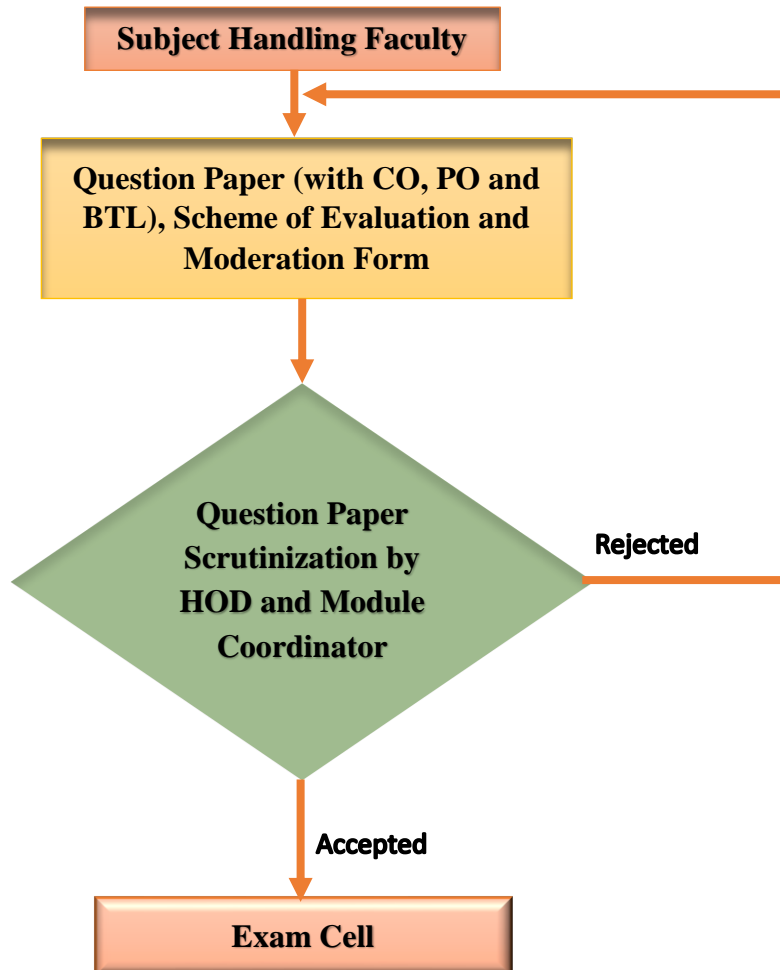 Subject Handling Faculty
Question Paper (with CO, PO and
BTL), Scheme of Evaluation and
Moderation Form
Question Paper
Scrutinization by
HOD and Module
Coordinator
Rejected
Accepted
Exam Cell